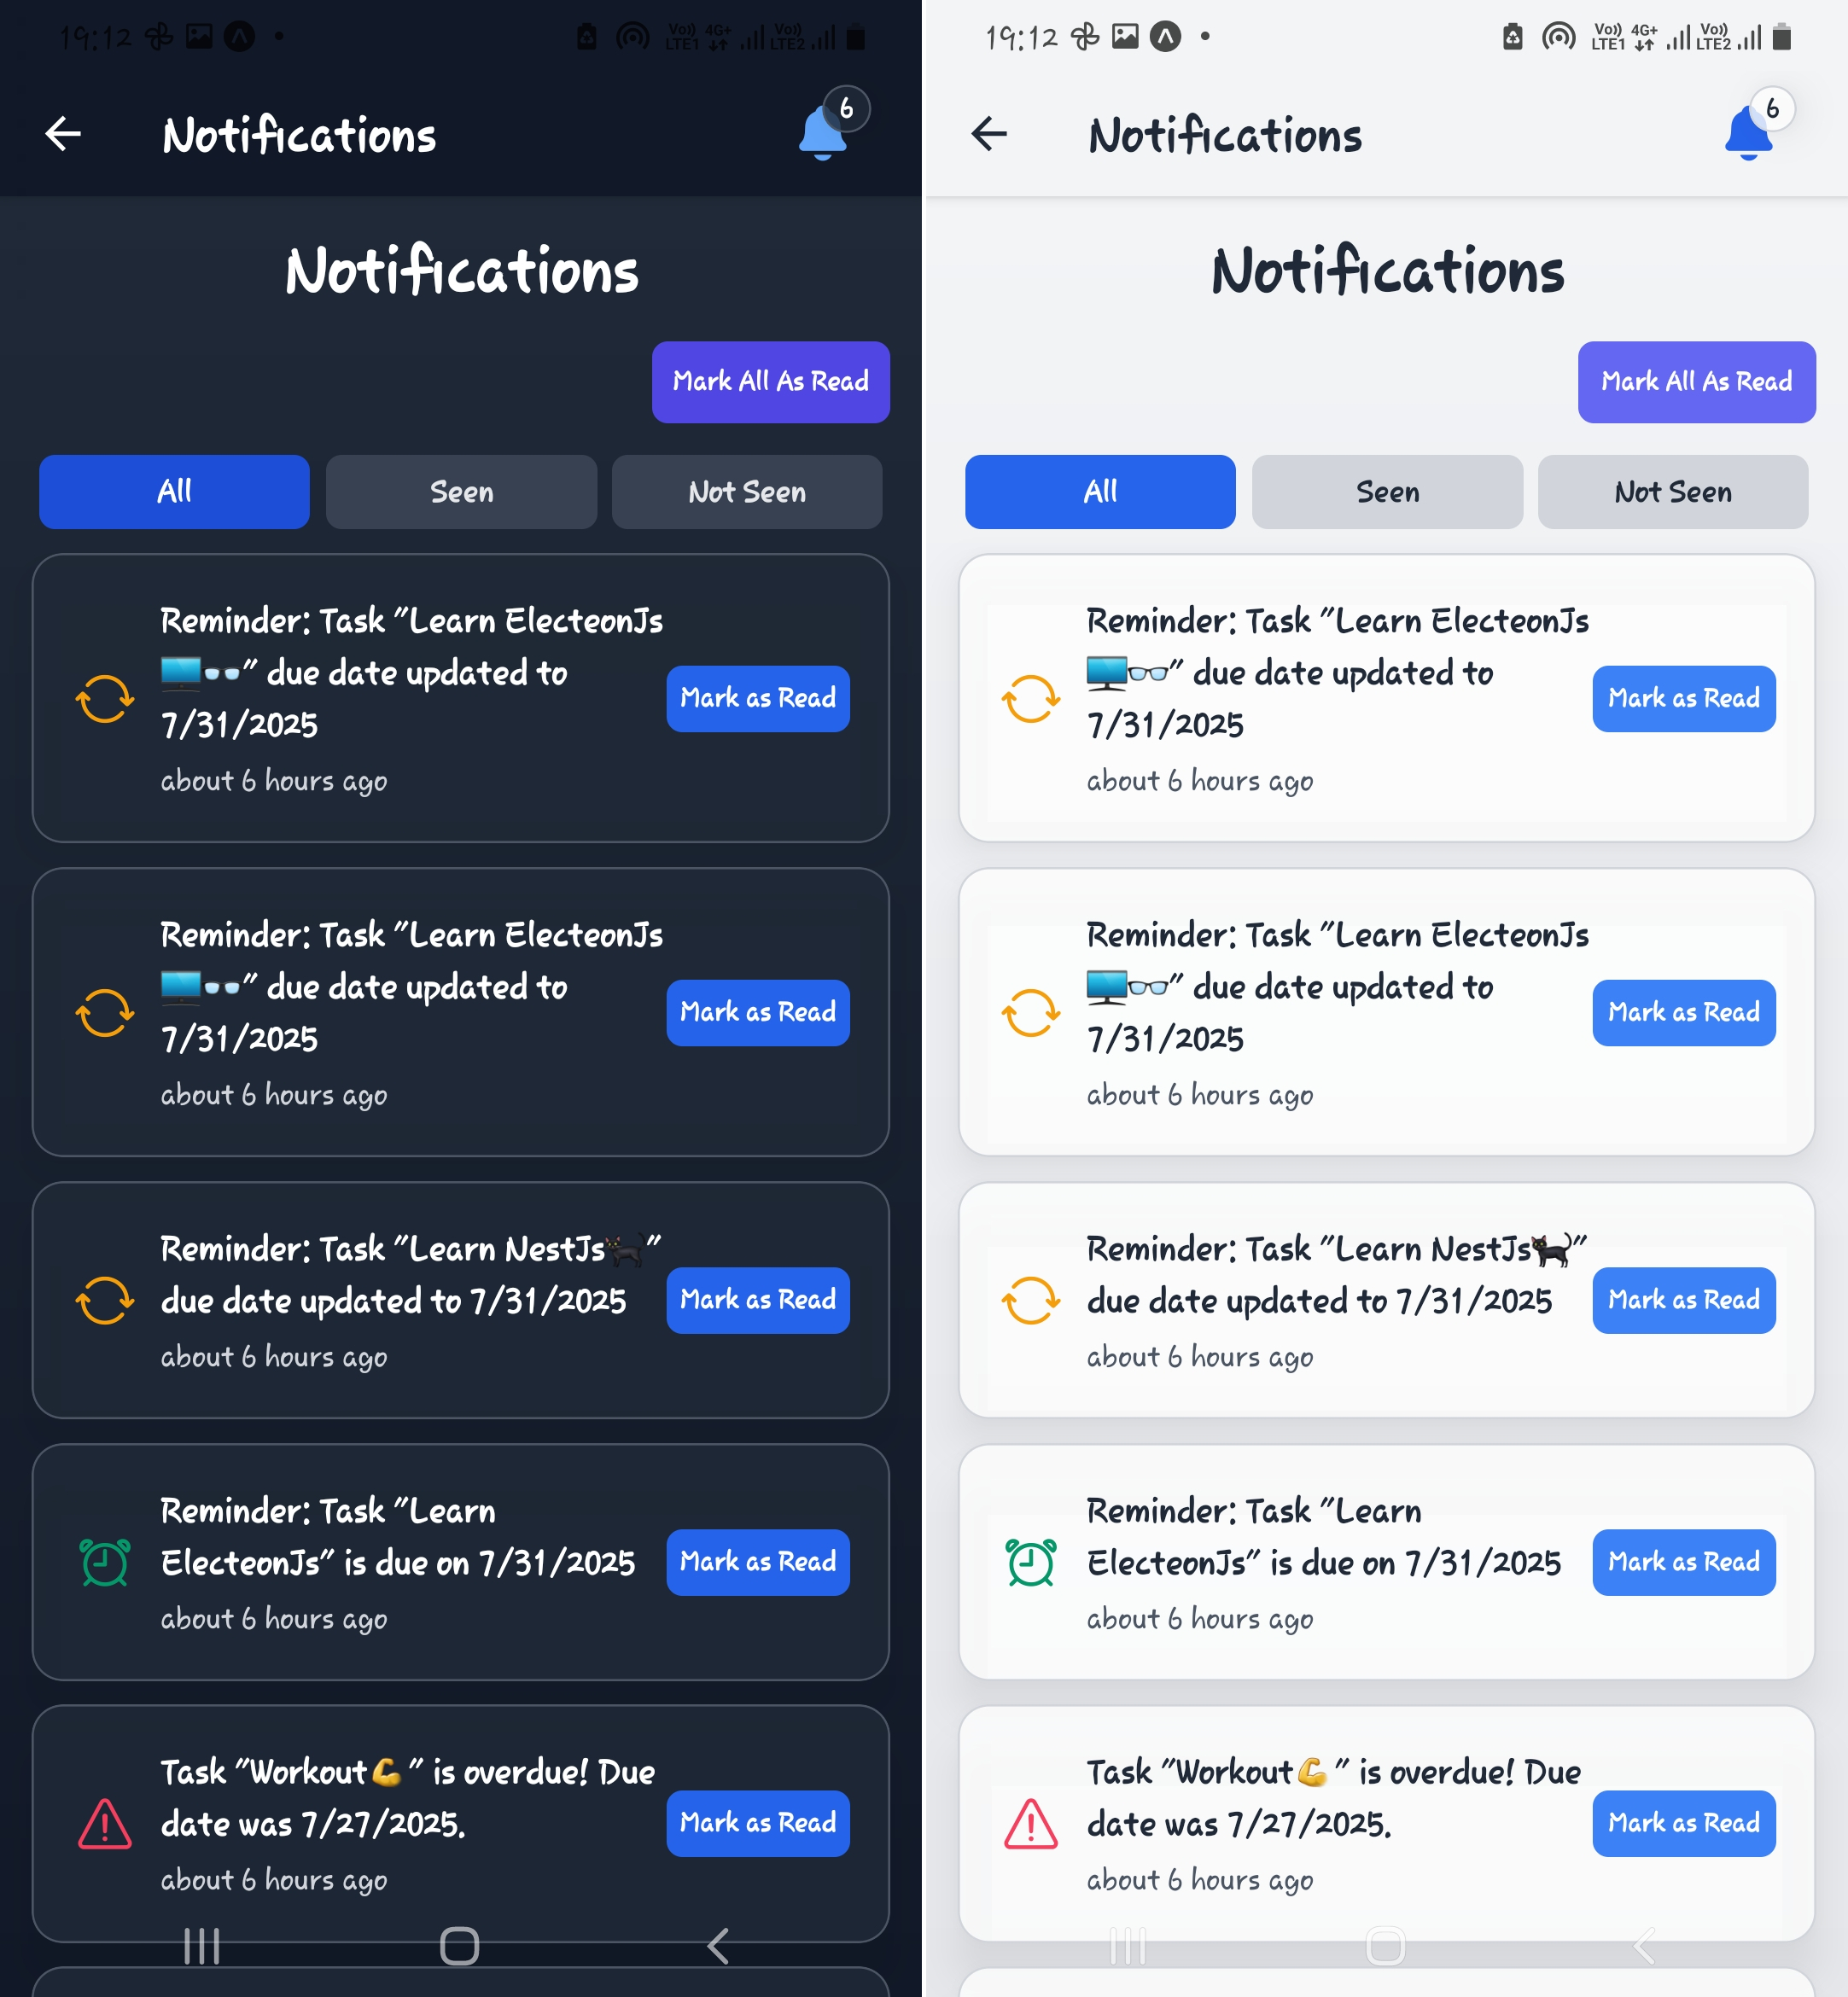 19:12
Vo)) 4G+ Vo))
LTE1 LTE2
Notifications
6
Notifications
Mark All As Read
All
Seen
Not Seen
Reminder: Task "Learn ElecteonJs
🖥️👓" due date updated to
7/31/2025
about 6 hours ago
Mark as Read
Reminder: Task "Learn ElecteonJs
🖥️👓" due date updated to
7/31/2025
about 6 hours ago
Mark as Read
Reminder: Task "Learn NestJs🐈‍⬛"
due date updated to 7/31/2025
about 6 hours ago
Mark as Read
Reminder: Task "Learn
ElecteonJs" is due on 7/31/2025
about 6 hours ago
Mark as Read
Task "Workout💪" is overdue! Due
date was 7/27/2025.
about 6 hours ago
Mark as Read
19:12
Vo)) 4G+ Vo))
LTE1 LTE2
Notifications
6
Notifications
Mark All As Read
All
Seen
Not Seen
Reminder: Task "Learn ElecteonJs
🖥️👓" due date updated to
7/31/2025
about 6 hours ago
Mark as Read
Reminder: Task "Learn ElecteonJs
🖥️👓" due date updated to
7/31/2025
about 6 hours ago
Mark as Read
Reminder: Task "Learn NestJs🐈‍⬛"
due date updated to 7/31/2025
about 6 hours ago
Mark as Read
Reminder: Task "Learn
ElecteonJs" is due on 7/31/2025
about 6 hours ago
Mark as Read
Task "Workout💪" is overdue! Due
date was 7/27/2025.
about 6 hours ago
Mark as Read